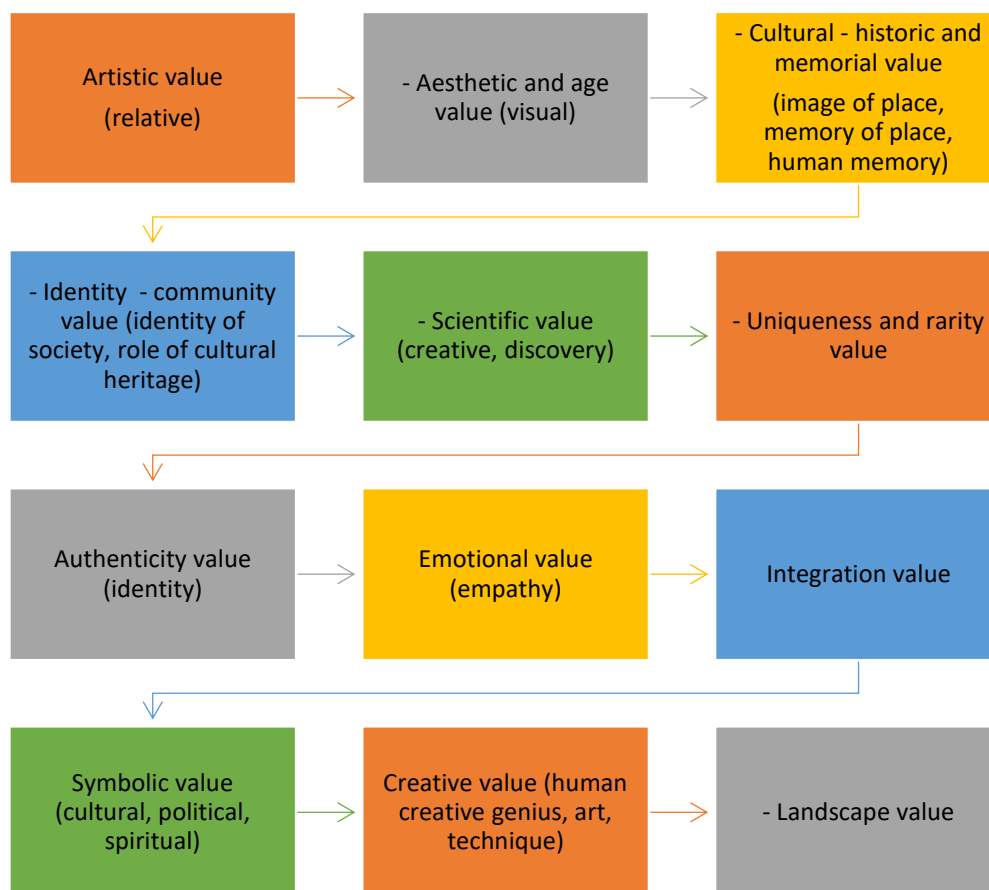 Artistic value
(relative)
- Aesthetic and age
value (visual)
- Cultural - historic and
memorial value
(image of place,
memory of place,
human memory)
- Identity  - community
value (identity of
society, role of cultural
heritage)
- Scientific value
(creative, discovery)
- Uniqueness and rarity
value
Authenticity value
(identity)
Emotional value
(empathy)
Integration value
Symbolic value
(cultural, political,
spiritual)
Creative value (human
creative genius, art,
technique)
- Landscape value